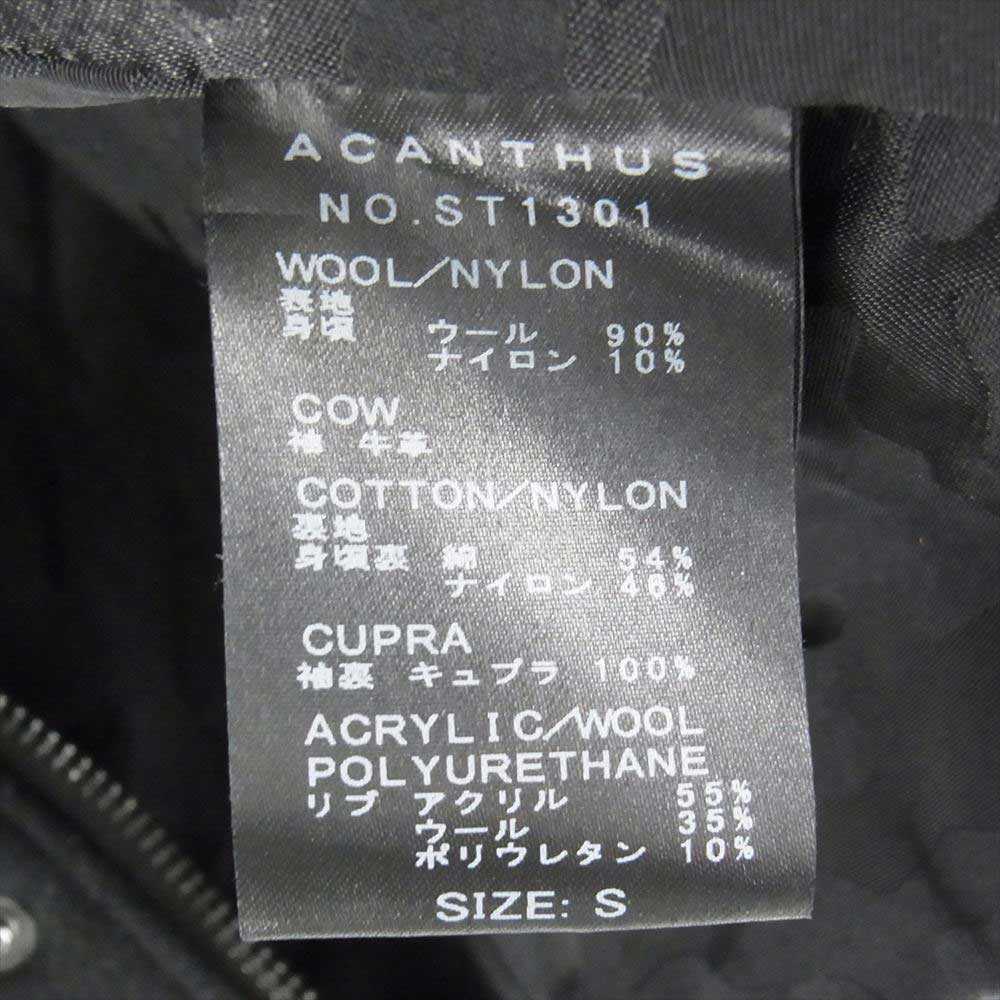 ACANTHUS
NO.ST1301
WOOL/NYLON
表地
身頃 ウール 90%
ナイロン 10%
COW
袖 牛革
COTTON/NYLON
裏地
身頃裏 綿 54%
ナイロン 46%
CUPRA
袖裏 キュプラ 100%
ACRYLIC/WOOL
POLYURETHANE
リブ アクリル 55%
ウール 35%
ポリウレタン 10%
SIZE: S